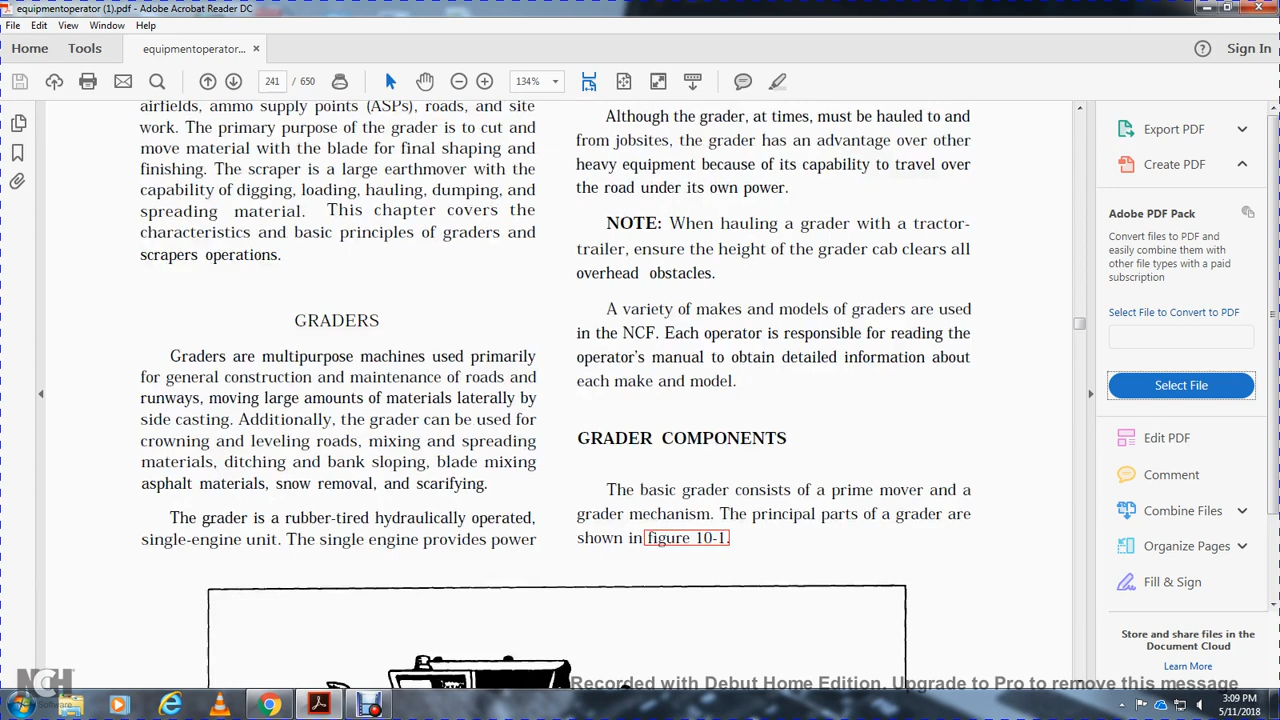 equipmentoperator (1).pdf - Adobe Acrobat Reader DC
File Edit View Window Help
Home Tools equipmentoperator... × Sign In
241 / 650 134%
airfields, ammo supply points (ASPs), roads, and site
work. The primary purpose of the grader is to cut and
move material with the blade for final shaping and
finishing. The scraper is a large earthmover with the
capability of digging, loading, hauling, dumping, and
spreading material. This chapter covers the
characteristics and basic principles of graders and
scrapers operations.
GRADERS
Graders are multipurpose machines used primarily
for general construction and maintenance of roads and
runways, moving large amounts of materials laterally by
side casting. Additionally, the grader can be used for
crowning and leveling roads, mixing and spreading
materials, ditching and bank sloping, blade mixing
asphalt materials, snow removal, and scarifying.
The grader is a rubber-tired hydraulically operated,
single-engine unit. The single engine provides power
Although the grader, at times, must be hauled to and
from jobsites, the grader has an advantage over other
heavy equipment because of its capability to travel over
the road under its own power.
NOTE: When hauling a grader with a tractor-
trailer, ensure the height of the grader cab clears all
overhead obstacles.
A variety of makes and models of graders are used
in the NCF. Each operator is responsible for reading the
operator's manual to obtain detailed information about
each make and model.
GRADER COMPONENTS
The basic grader consists of a prime mover and a
grader mechanism. The principal parts of a grader are
shown in figure 10-1.
Export PDF
Create PDF
Adobe PDF Pack
Convert files to PDF and
easily combine them with
other file types with a paid
subscription
Select File to Convert to PDF
Select File
Edit PDF
Comment
Combine Files
Organize Pages
Fill & Sign
Store and share files in the
Document Cloud
Learn More
NCH
Recorded with Debut Home Edition. Upgrade to Pro to remove this message
3:09 PM
5/11/2018